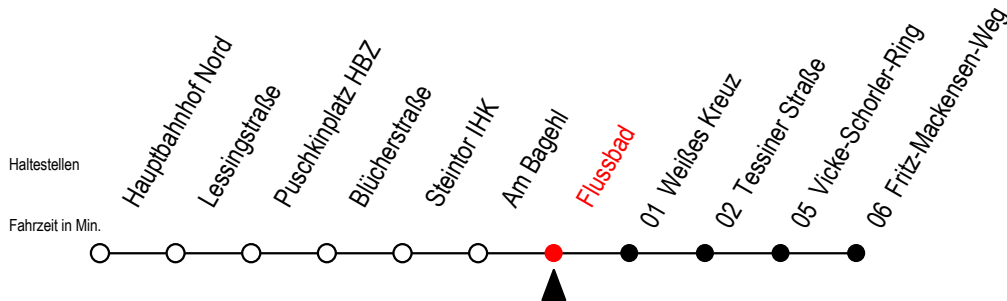 Haltestellen
Fahrzeit in Min.
Hauptbahnhof Nord
Lessingstraße
Puschkinplatz HBZ
Blücherstraße
Steintor IHK
Am Bagehl
Flussbad
01 Weißes Kreuz
02 Tessiner Straße
05 Vicke-Schorler-Ring
06 Fritz-Mackensen-Weg